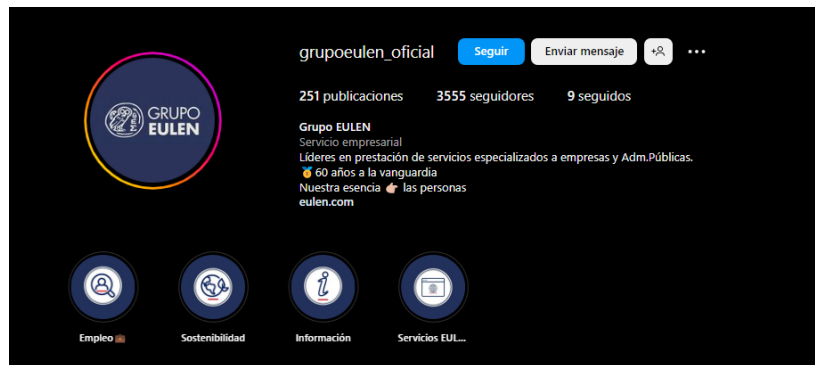 grupoeulen_oficial Seguir Enviar mensaje
GRUPO
EULEN
251 publicaciones 3555 seguidores 9 seguidos
Grupo EULEN
Servicio empresarial
Líderes en prestación de servicios especializados a empresas y Adm.Públicas.
🏅60 años a la vanguardia
Nuestra esencia 👉🏻 las personas
eulen.com
Empleo💼 Sostenibilidad Información Servicios EUL...